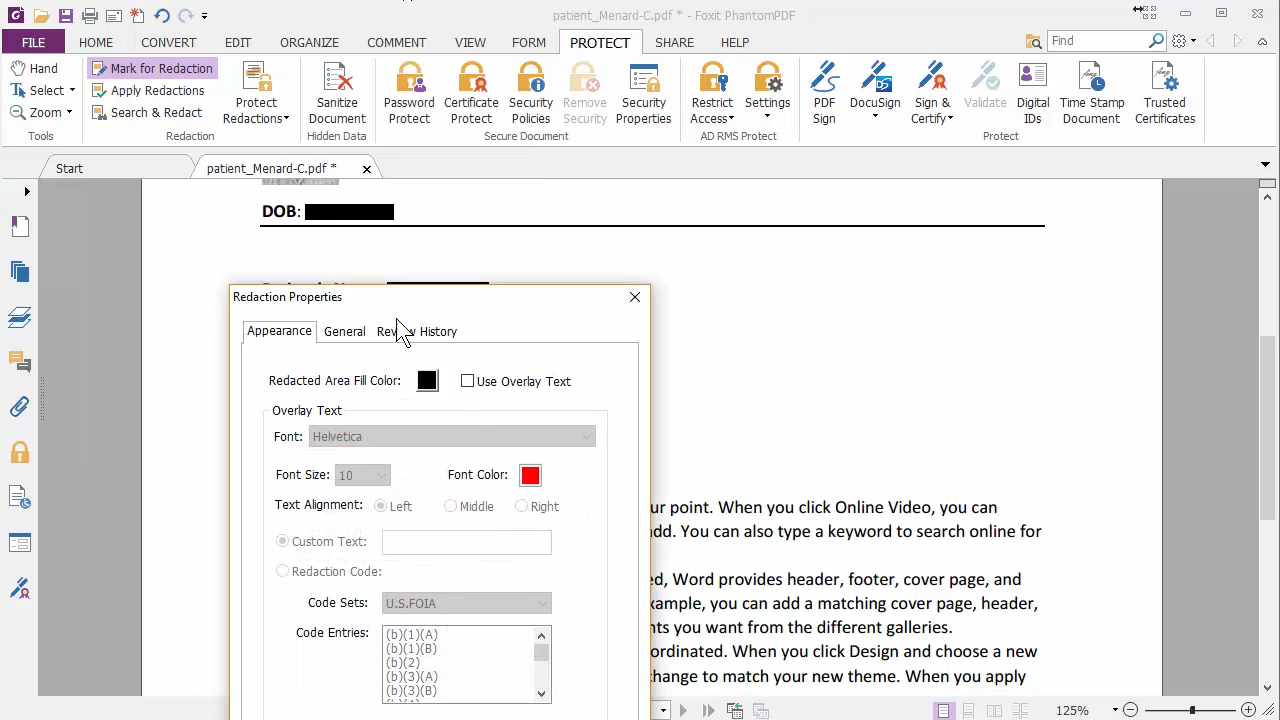 patient_Menard-C.pdf * - Foxit PhantomPDF
FILE HOME CONVERT EDIT ORGANIZE COMMENT VIEW FORM PROTECT SHARE HELP Find
Hand
Select
Zoom
Tools
Mark for Redaction
Apply Redactions
Search & Redact
Protect
Redactions
Redaction
Sanitize
Document
Hidden Data
Password
Protect
Certificate
Protect
Security
Policies
Remove
Security
Security
Properties
Secure Document
Restrict
Access
Settings
AD RMS Protect
PDF
Sign
DocuSign
Sign &
Certify
Validate
Digital
IDs
Time Stamp
Document
Trusted
Certificates
Protect
Start patient_Menard-C.pdf *
DOB:
Redaction Properties
Appearance General Review History
Redacted Area Fill Color: Use Overlay Text
Overlay Text
Font: Helvetica
Font Size: 10 Font Color:
Text Alignment: Left Middle Right
Custom Text:
Redaction Code:
Code Sets: U.S.FOIA
Code Entries: (b)(1)(A)
(b)(1)(B)
(b)(2)
(b)(3)(A)
(b)(3)(B)
ur point. When you click Online Video, you can
add. You can also type a keyword to search online for
ed, Word provides header, footer, cover page, and
xample, you can add a matching cover page, header,
nts you want from the different galleries.
ordinated. When you click Design and choose a new
change to match your new theme. When you apply
125%